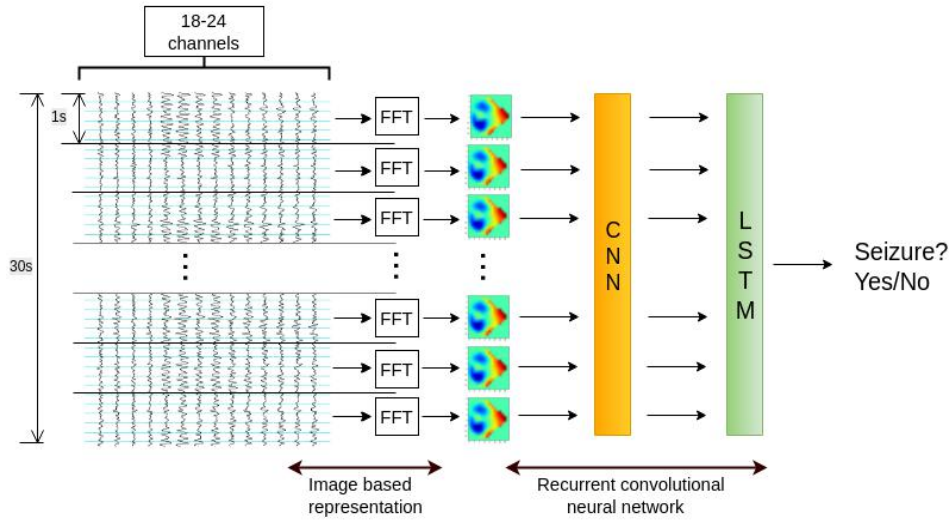 18-24
channels
1s
30s
FFT
FFT
FFT
FFT
FFT
FFT
C
N
N
L
S
T
M
Seizure?
Yes/No
Image based
representation
Recurrent convolutional
neural network